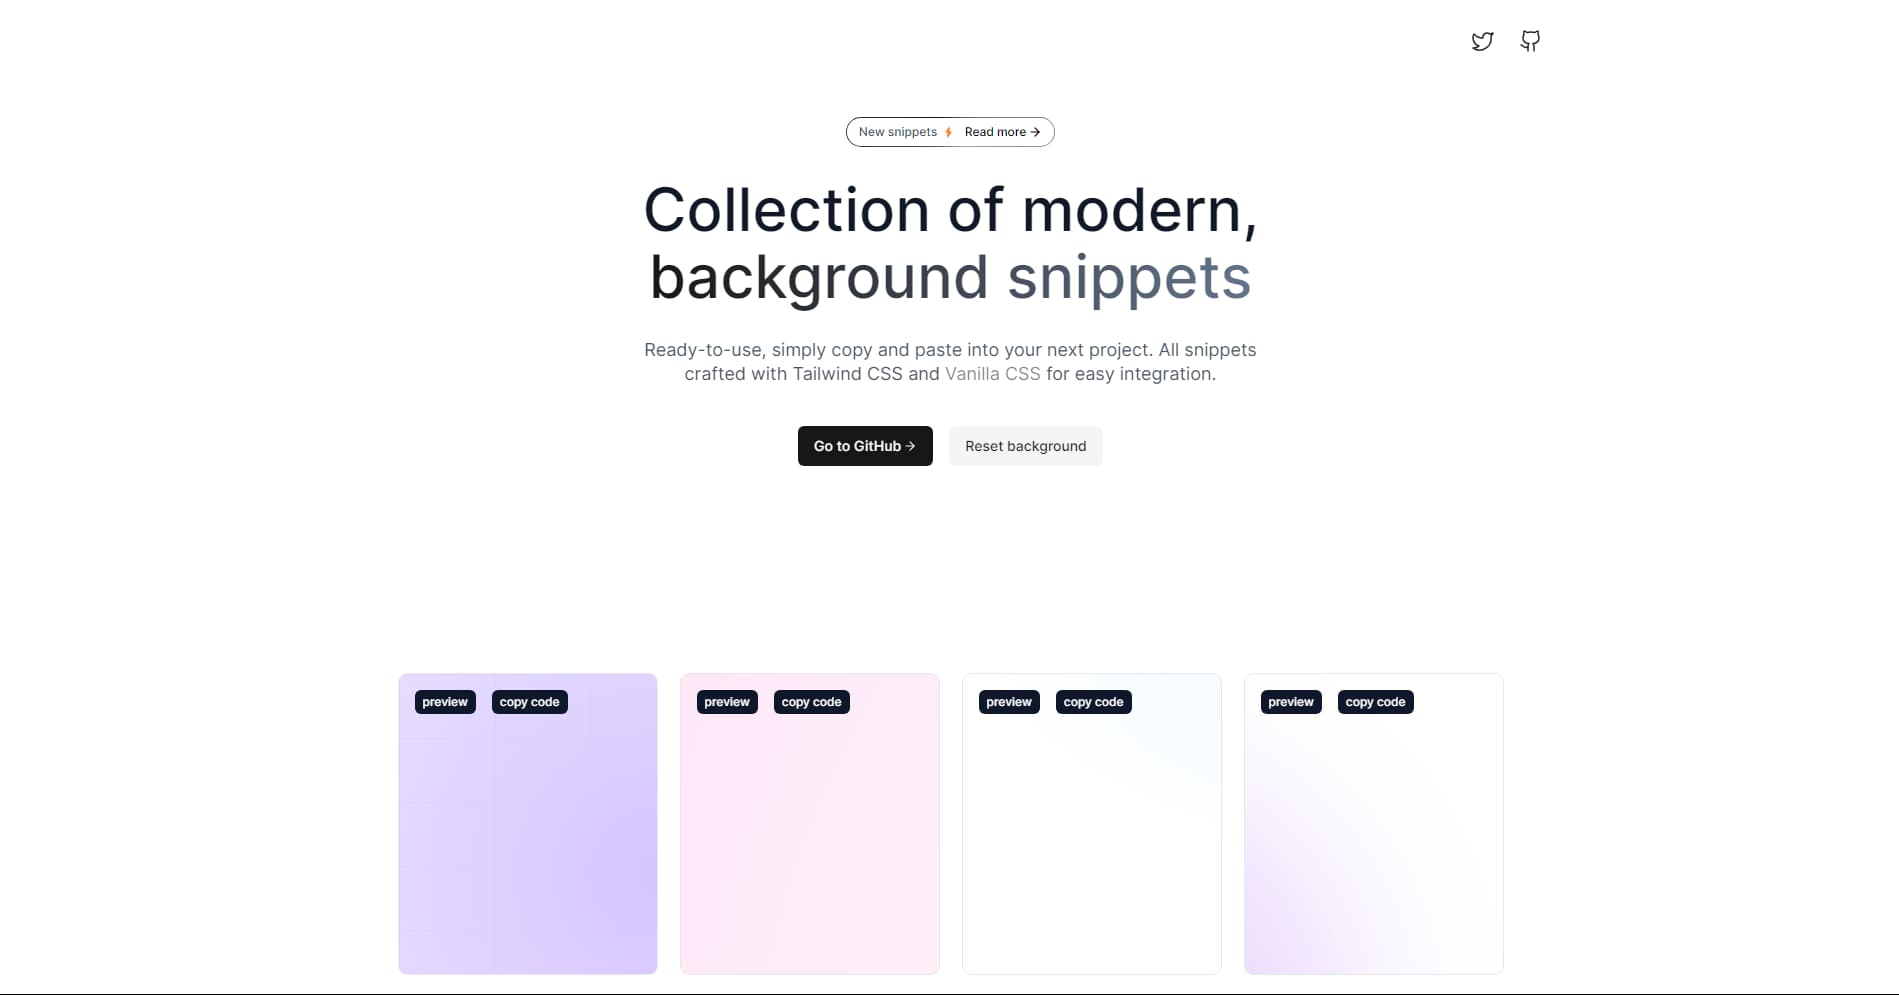 New snippets Read more →
Collection of modern,
background snippets
Ready-to-use, simply copy and paste into your next project. All snippets
crafted with Tailwind CSS and Vanilla CSS for easy integration.
Go to GitHub → Reset background
preview copy code preview copy code preview copy code preview copy code